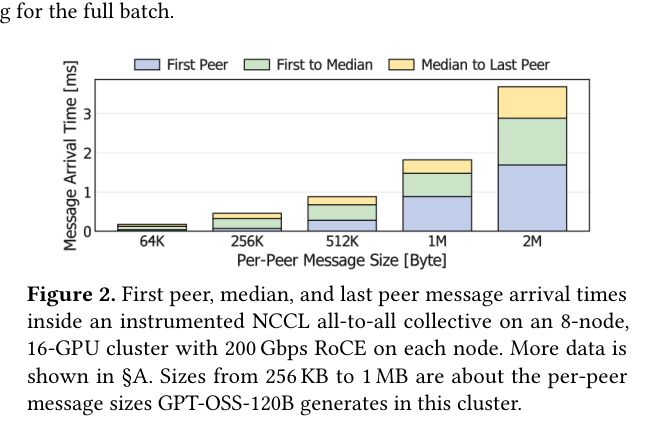 g for the full batch.
First Peer First to Median Median to Last Peer
Message Arrival Time [ms]
3
2
1
0
64K 256K 512K 1M 2M
Per-Peer Message Size [Byte]
Figure 2. First peer, median, and last peer message arrival times
inside an instrumented NCCL all-to-all collective on an 8-node,
16-GPU cluster with 200 Gbps RoCE on each node. More data is
shown in §A. Sizes from 256 KB to 1 MB are about the per-peer
message sizes GPT-OSS-120B generates in this cluster.